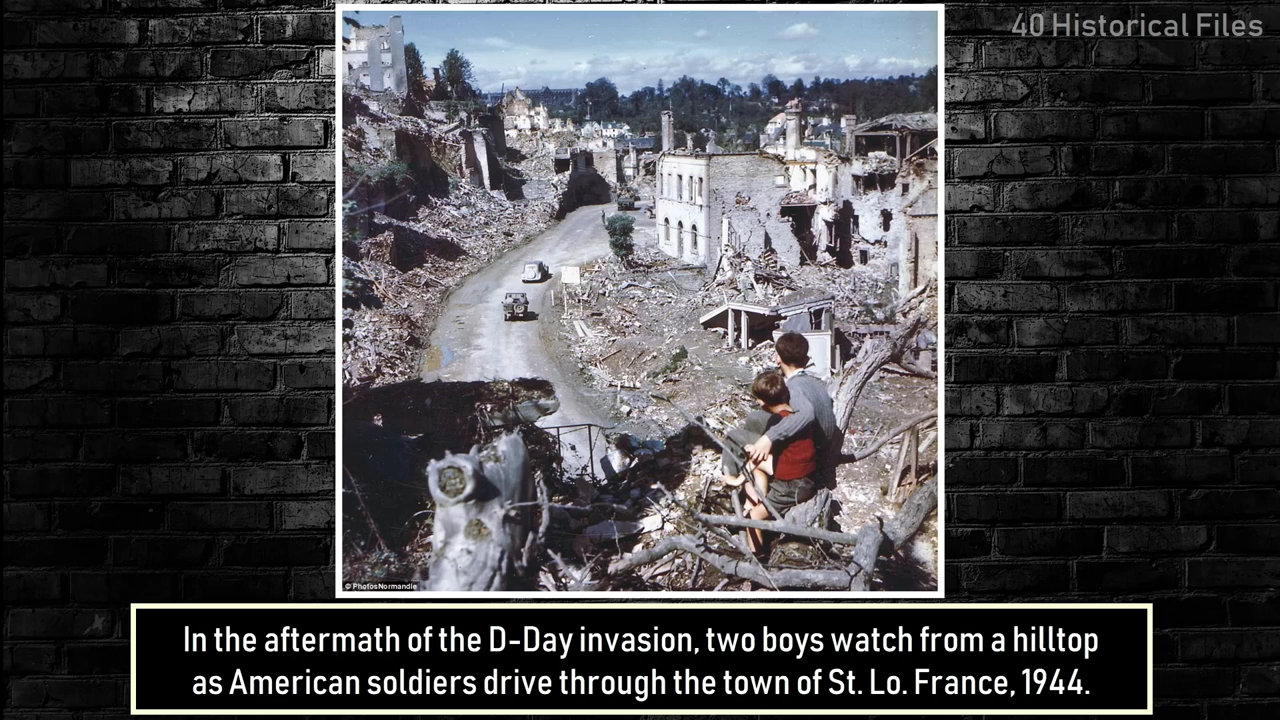 40 Historical Files
© PhotosNormandie
In the aftermath of the D-Day invasion, two boys watch from a hilltop
as American soldiers drive through the town of St. Lo. France, 1944.